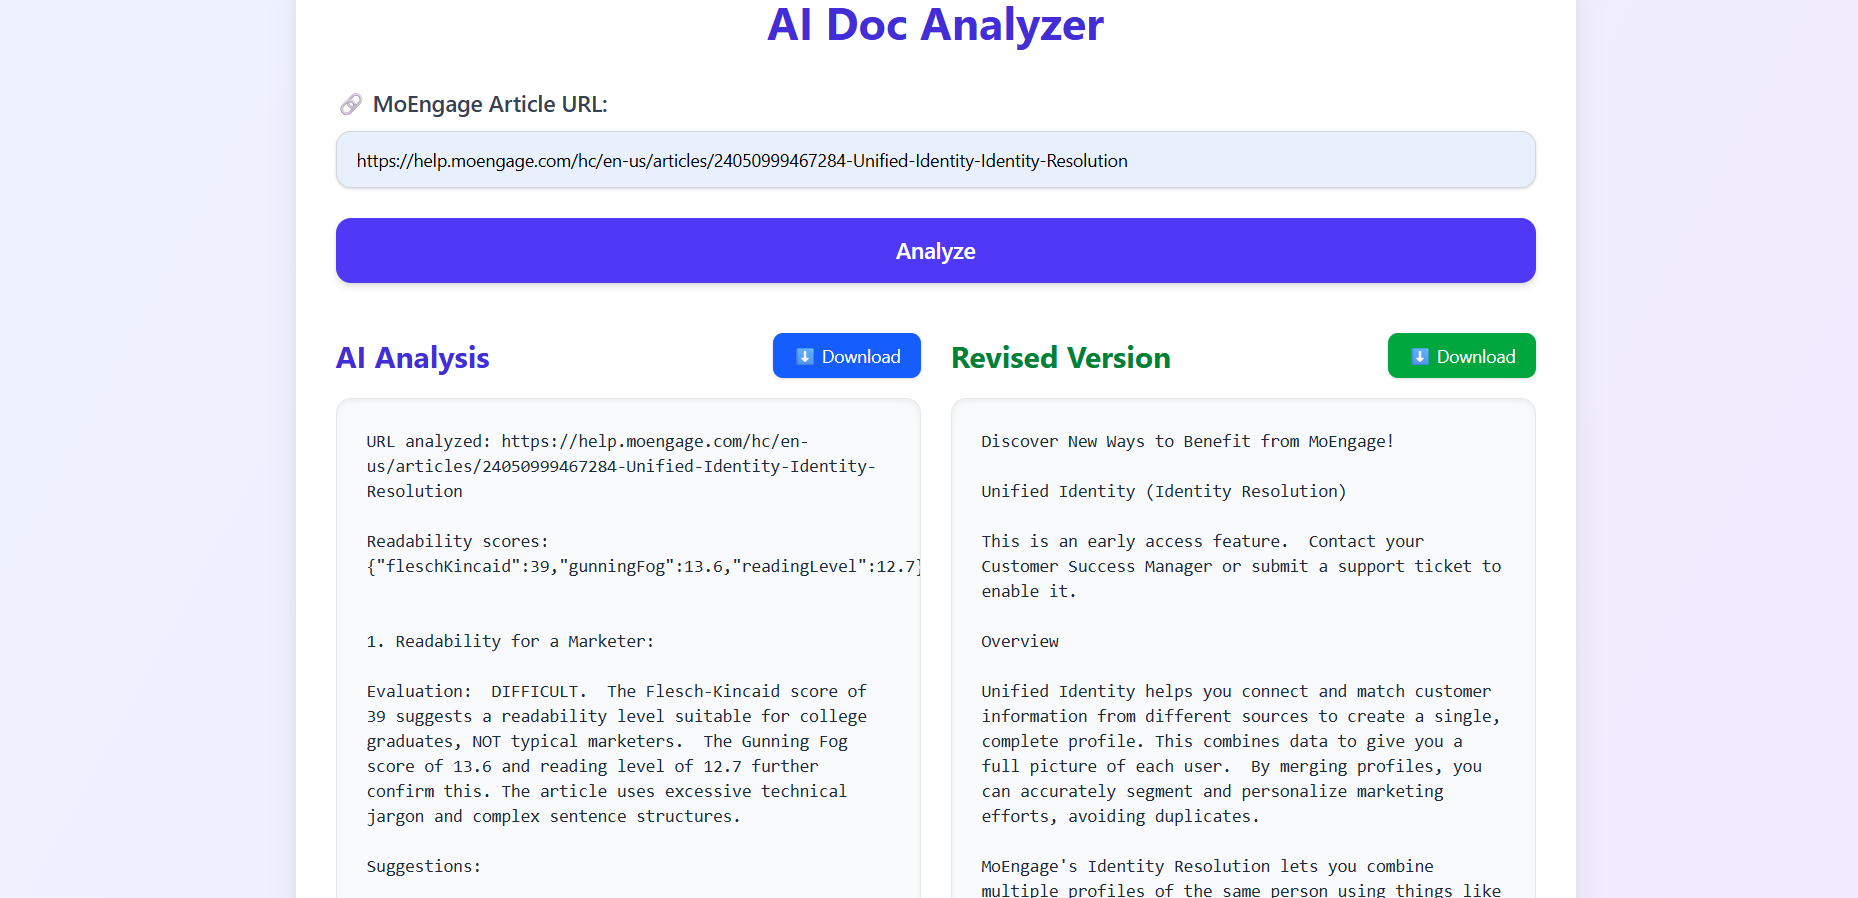 AI Doc Analyzer
MoEngage Article URL:
https://help.moengage.com/hc/en-us/articles/24050999467284-Unified-Identity-Identity-Resolution
Analyze
AI Analysis
Download
URL analyzed: https://help.moengage.com/hc/en-
us/articles/24050999467284-Unified-Identity-Identity-
Resolution
Readability scores:
{"fleschKincaid":39,"gunningFog":13.6,"readingLevel":12.7}
1. Readability for a Marketer:
Evaluation:  DIFFICULT.  The Flesch-Kincaid score of
39 suggests a readability level suitable for college
graduates, NOT typical marketers.  The Gunning Fog
score of 13.6 and reading level of 12.7 further
confirm this. The article uses excessive technical
jargon and complex sentence structures.
Suggestions:
Revised Version
Download
Discover New Ways to Benefit from MoEngage!
Unified Identity (Identity Resolution)
This is an early access feature.  Contact your
Customer Success Manager or submit a support ticket to
enable it.
Overview
Unified Identity helps you connect and match customer
information from different sources to create a single,
complete profile. This combines data to give you a
full picture of each user.  By merging profiles, you
can accurately segment and personalize marketing
efforts, avoiding duplicates.
MoEngage's Identity Resolution lets you combine
multiple profiles of the same person using things like